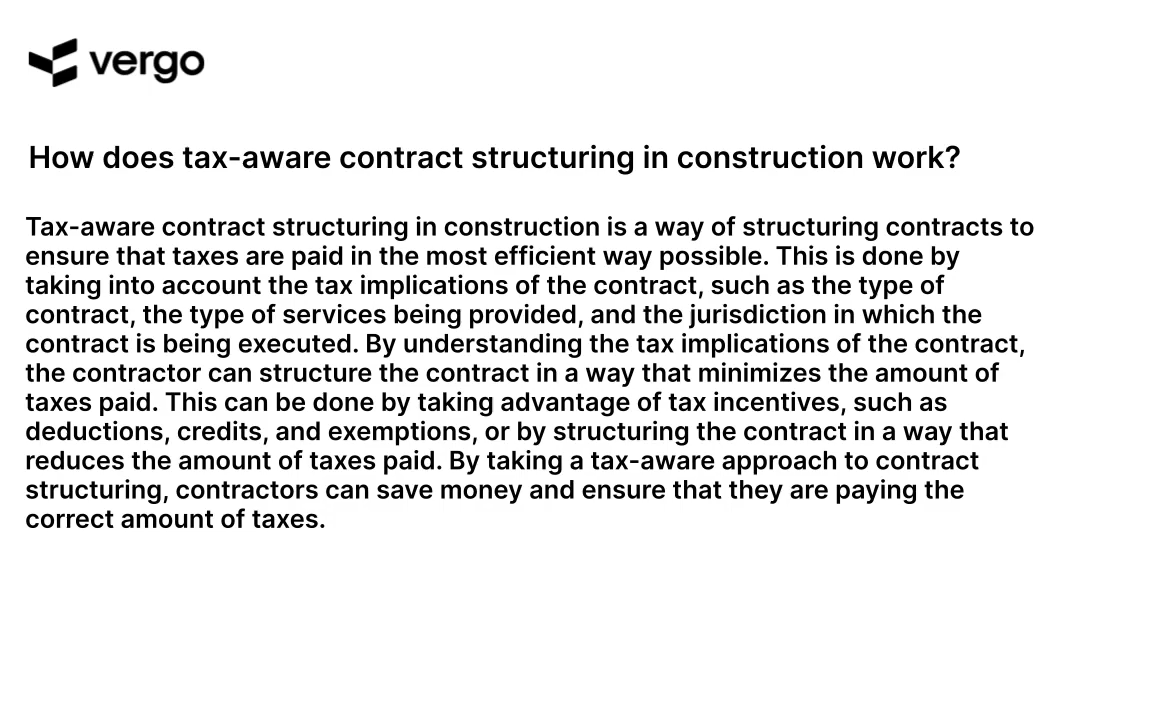 vergo
How does tax-aware contract structuring in construction work?
Tax-aware contract structuring in construction is a way of structuring contracts to
ensure that taxes are paid in the most efficient way possible. This is done by
taking into account the tax implications of the contract, such as the type of
contract, the type of services being provided, and the jurisdiction in which the
contract is being executed. By understanding the tax implications of the contract,
the contractor can structure the contract in a way that minimizes the amount of
taxes paid. This can be done by taking advantage of tax incentives, such as
deductions, credits, and exemptions, or by structuring the contract in a way that
reduces the amount of taxes paid. By taking a tax-aware approach to contract
structuring, contractors can save money and ensure that they are paying the
correct amount of taxes.